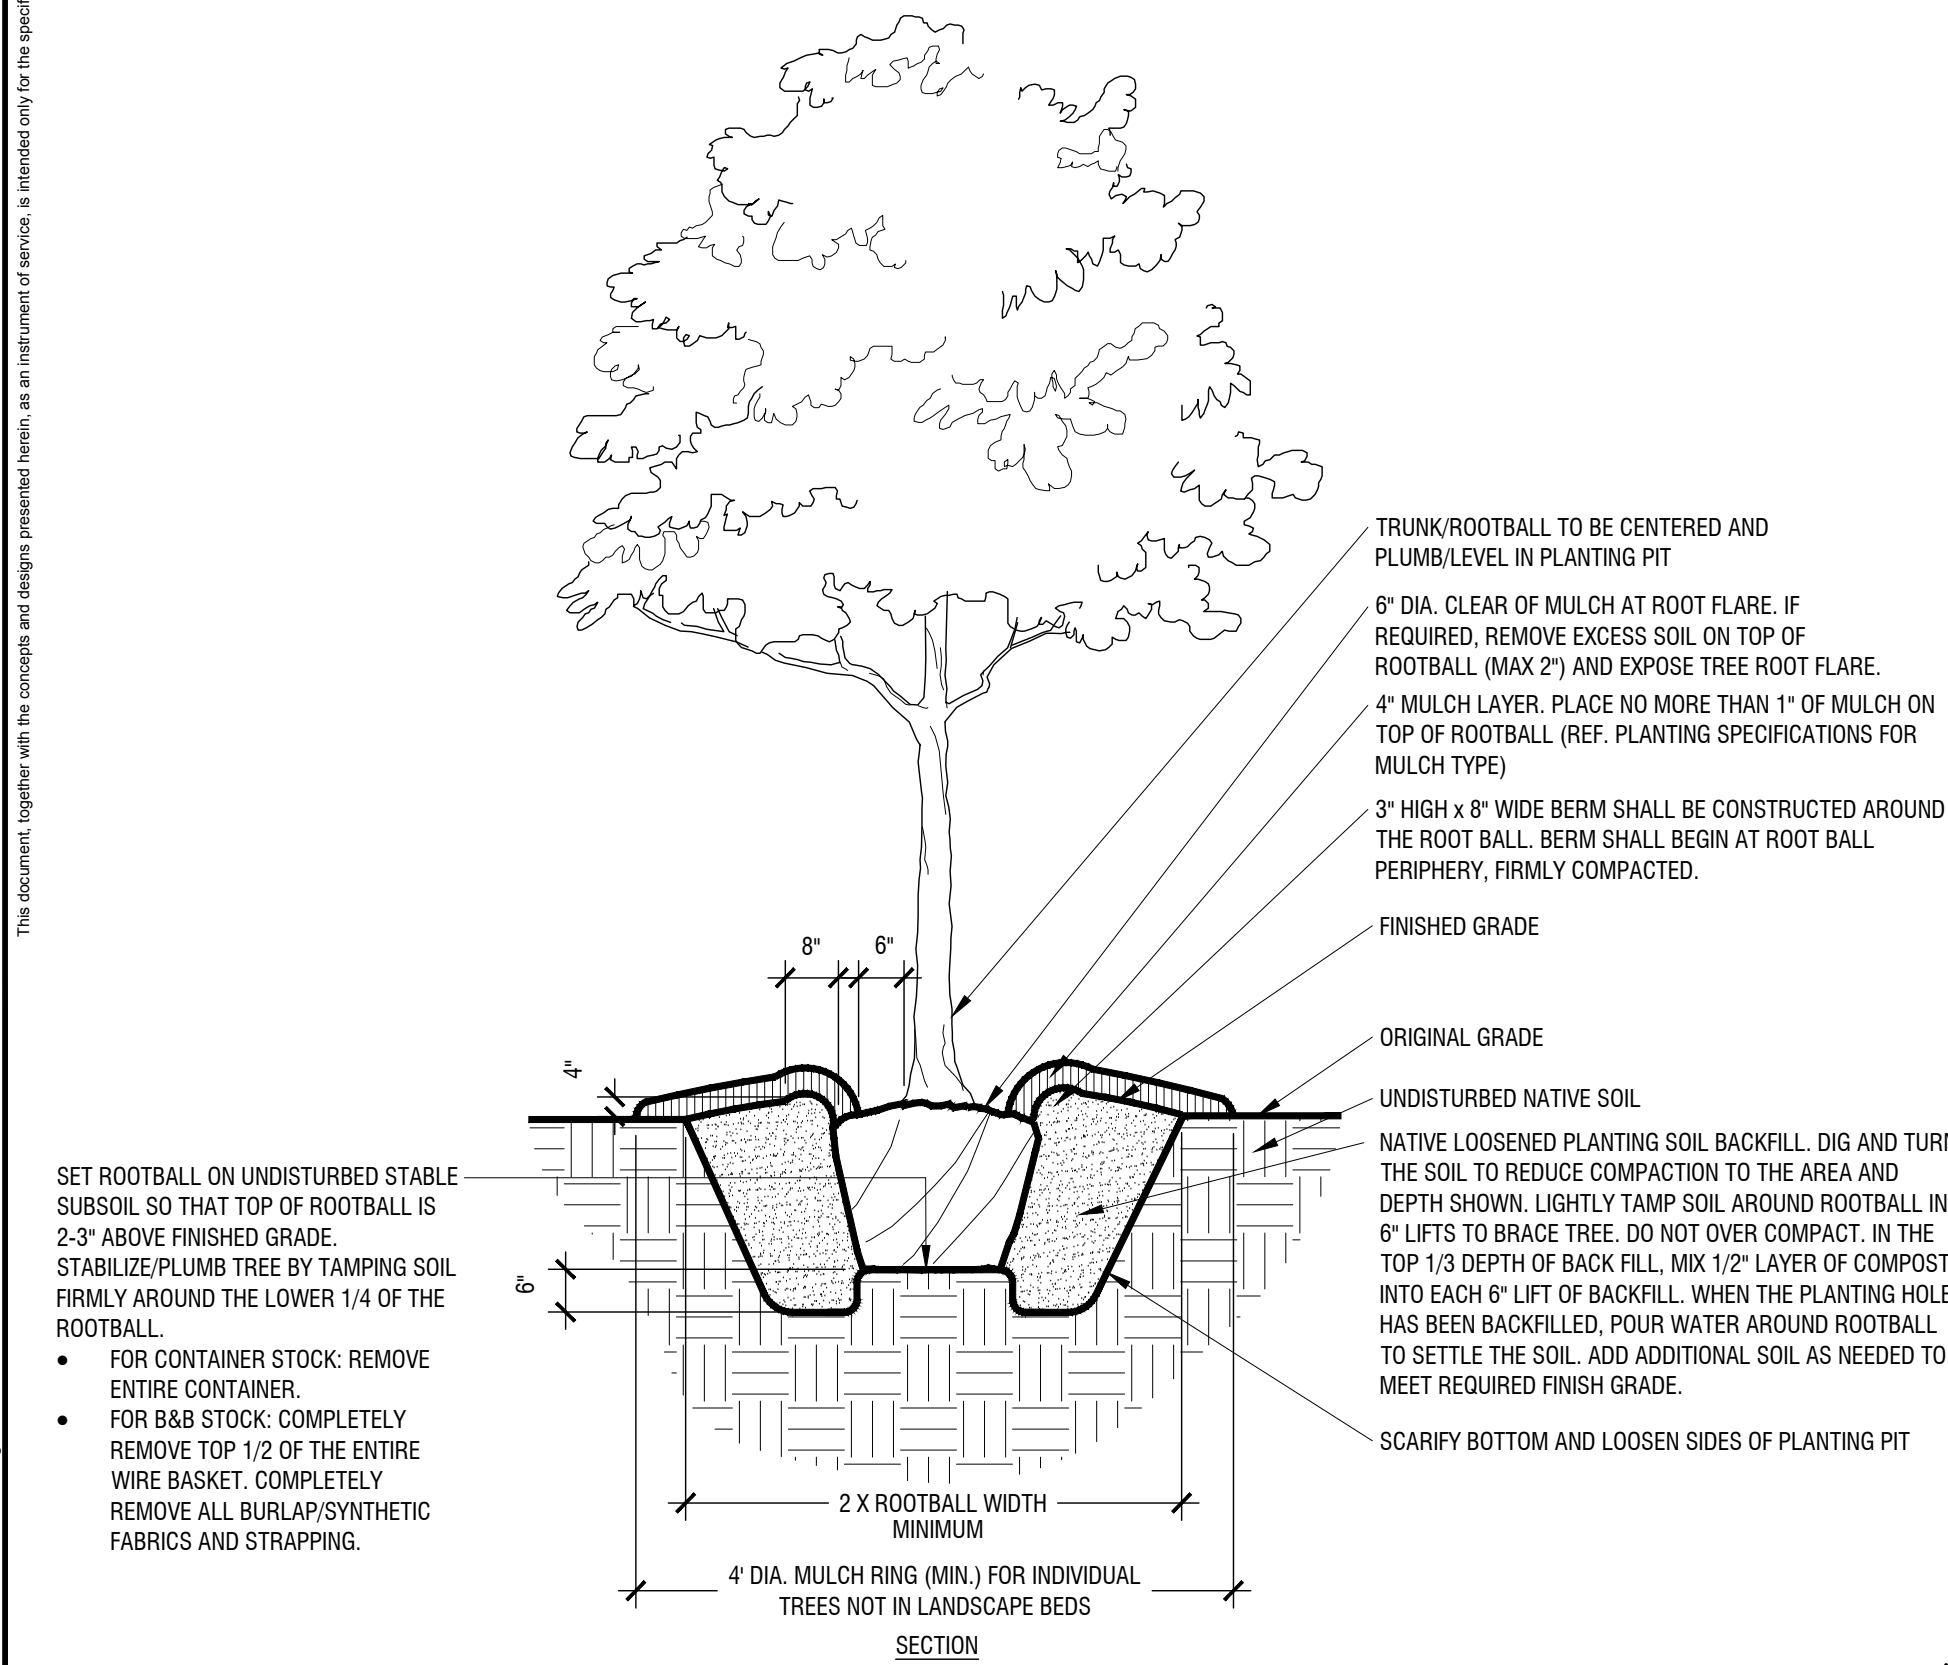 This document, together with the concepts and designs presented herein, as an instrument of service, is intended only for the specif
TRUNK/ROOTBALL TO BE CENTERED AND
PLUMB/LEVEL IN PLANTING PIT
6" DIA. CLEAR OF MULCH AT ROOT FLARE. IF
REQUIRED, REMOVE EXCESS SOIL ON TOP OF
ROOTBALL (MAX 2") AND EXPOSE TREE ROOT FLARE.
4" MULCH LAYER. PLACE NO MORE THAN 1" OF MULCH ON
TOP OF ROOTBALL (REF. PLANTING SPECIFICATIONS FOR
MULCH TYPE)
3" HIGH x 8" WIDE BERM SHALL BE CONSTRUCTED AROUND
THE ROOT BALL. BERM SHALL BEGIN AT ROOT BALL
PERIPHERY, FIRMLY COMPACTED.
FINISHED GRADE
8"
6"
ORIGINAL GRADE
4"
UNDISTURBED NATIVE SOIL
NATIVE LOOSENED PLANTING SOIL BACKFILL. DIG AND TURN
THE SOIL TO REDUCE COMPACTION TO THE AREA AND
DEPTH SHOWN. LIGHTLY TAMP SOIL AROUND ROOTBALL IN
6" LIFTS TO BRACE TREE. DO NOT OVER COMPACT. IN THE
TOP 1/3 DEPTH OF BACK FILL, MIX 1/2" LAYER OF COMPOST
INTO EACH 6" LIFT OF BACKFILL. WHEN THE PLANTING HOLE
HAS BEEN BACKFILLED, POUR WATER AROUND ROOTBALL
TO SETTLE THE SOIL. ADD ADDITIONAL SOIL AS NEEDED TO
MEET REQUIRED FINISH GRADE.
SCARIFY BOTTOM AND LOOSEN SIDES OF PLANTING PIT
SET ROOTBALL ON UNDISTURBED STABLE
SUBSOIL SO THAT TOP OF ROOTBALL IS
2-3" ABOVE FINISHED GRADE.
STABILIZE/PLUMB TREE BY TAMPING SOIL
FIRMLY AROUND THE LOWER 1/4 OF THE
ROOTBALL.
• FOR CONTAINER STOCK: REMOVE
ENTIRE CONTAINER.
• FOR B&B STOCK: COMPLETELY
REMOVE TOP 1/2 OF THE ENTIRE
WIRE BASKET. COMPLETELY
REMOVE ALL BURLAP/SYNTHETIC
FABRICS AND STRAPPING.
6"
2 X ROOTBALL WIDTH
MINIMUM
4' DIA. MULCH RING (MIN.) FOR INDIVIDUAL
TREES NOT IN LANDSCAPE BEDS
SECTION